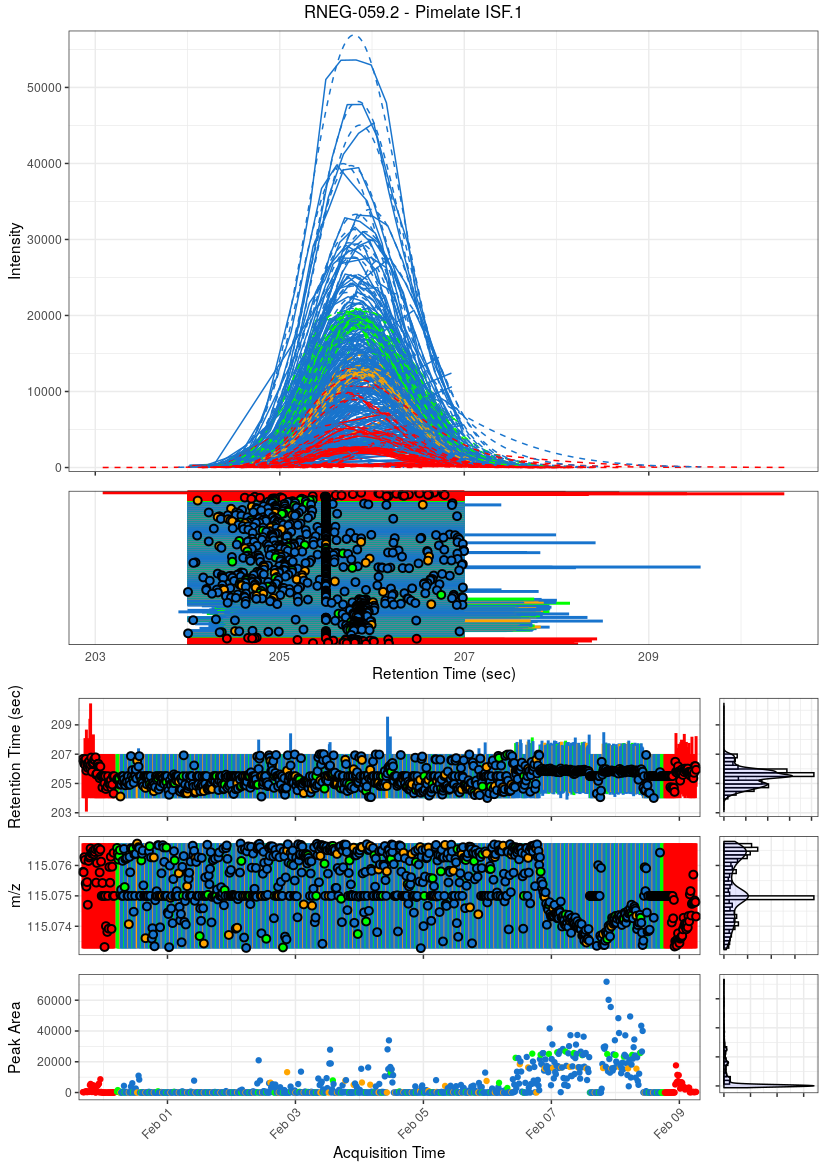 RNEG-059.2 - Pimelate ISF.1
Intensity
50000
40000
30000
20000
10000
0
203
205
207
209
Retention Time (sec)
Retention Time (sec)
209
207
205
203
m/z
115.076
115.075
115.074
Peak Area
60000
40000
20000
0
Feb 01
Feb 03
Feb 05
Feb 07
Feb 09
Acquisition Time